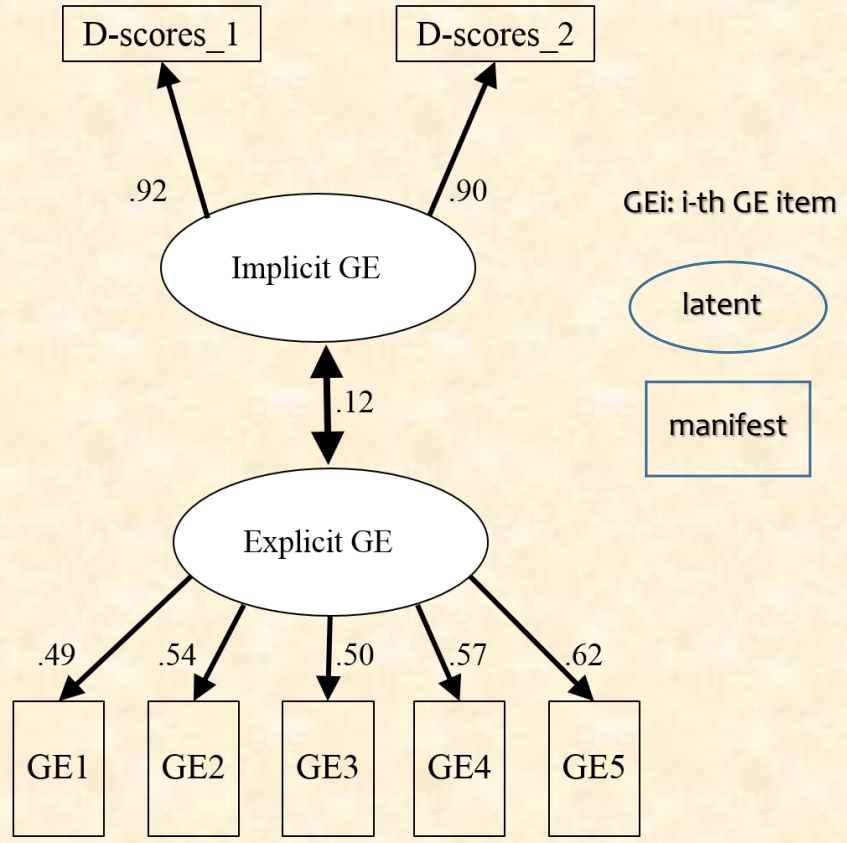 D-scores_1
D-scores_2
.92
.90
GEi: i-th GE item
Implicit GE
latent
.12
manifest
Explicit GE
.49
.54
.50
.57
.62
GE1
GE2
GE3
GE4
GE5